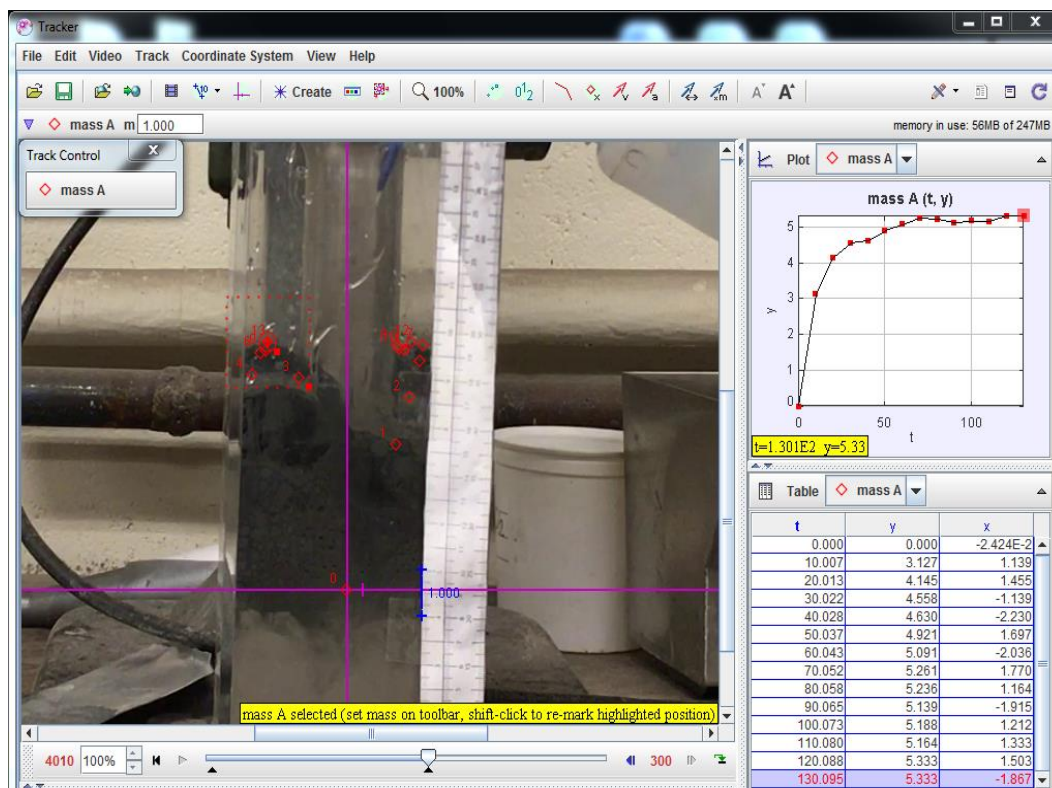 Tracker
File Edit Video Track Coordinate System View Help
Create 100%
mass A m 1.000 memory in use: 56MB of 247MB
Track Control X
mass A
Plot mass A
mass A (t, y)
5
4
3
2
1
0
y
0 50 100
t
t=1.301E2 y=5.33
3
2
1
0
1.000
mass A selected (set mass on toolbar, shift-click to re-mark highlighted position)
Table mass A
t y x
0.000 0.000 -2.424E-2
10.007 3.127 1.139
20.013 4.145 1.455
30.022 4.558 -1.139
40.028 4.630 -2.230
50.037 4.921 1.697
60.043 5.091 -2.036
70.052 5.261 1.770
80.058 5.236 1.164
90.065 5.139 -1.915
100.073 5.188 1.212
110.080 5.164 1.333
120.088 5.333 1.503
130.095 5.333 -1.867
4010 100% 300